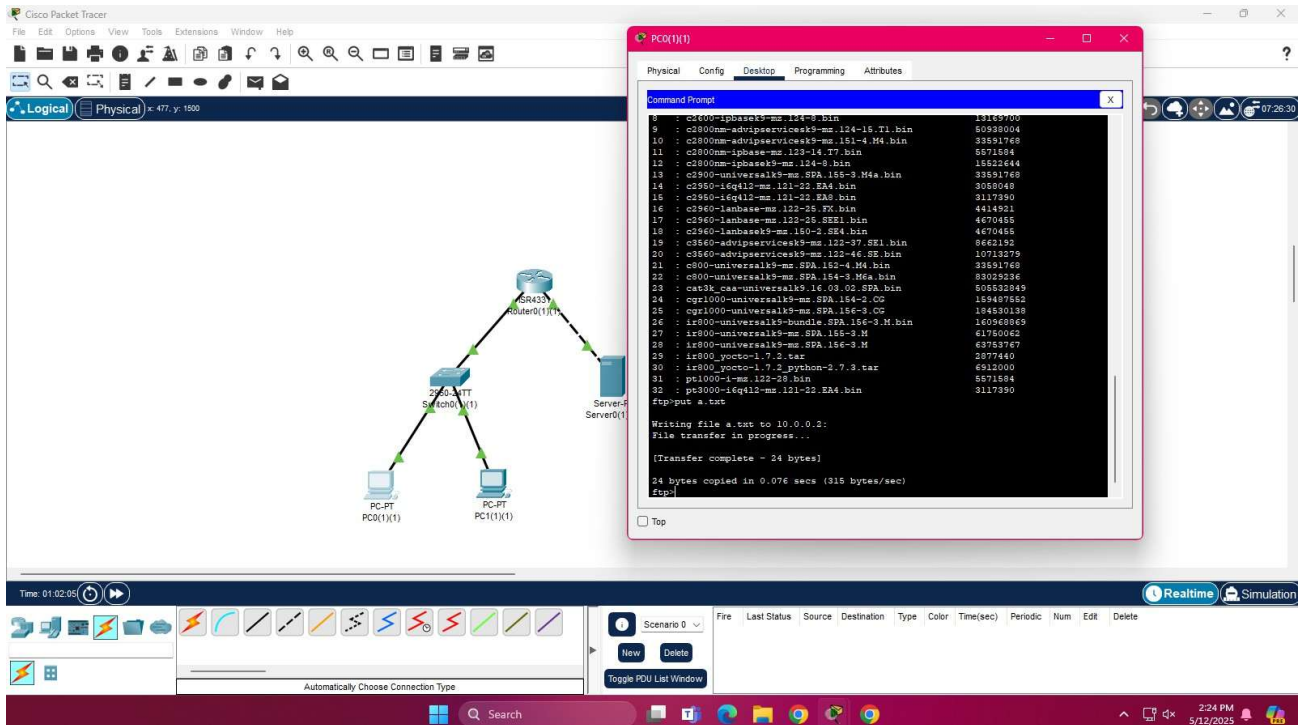 Cisco Packet Tracer
File Edit Options View Tools Extensions Window Help
?
Logical Physical x: 477, y: 1500
07:26:30
ISR433
Router0(1)(1)
2950-24TT
Switch0(1)(1)
Server-P
Server0(1
PC-PT
PC0(1)(1)
PC-PT
PC1(1)(1)
PC0(1)(1)
Physical Config Desktop Programming Attributes
Command Prompt X
8 : c2600-ipbasek9-mz.124-8.bin 13169700
9 : c2800nm-advipservicesk9-mz.124-15.T1.bin 50938004
10 : c2800nm-advipservicesk9-mz.151-4.M4.bin 33591768
11 : c2800nm-ipbase-mz.123-14.T7.bin 5571584
12 : c2800nm-ipbasek9-mz.124-8.bin 15522644
13 : c2900-universalk9-mz.SPA.155-3.M4a.bin 33591768
14 : c2950-i6q4l2-mz.121-22.EA4.bin 3058048
15 : c2950-i6q4l2-mz.121-22.EA8.bin 3117390
16 : c2960-lanbase-mz.122-25.FX.bin 4414921
17 : c2960-lanbase-mz.122-25.SEE1.bin 4670455
18 : c2960-lanbasek9-mz.150-2.SE4.bin 4670455
19 : c3560-advipservicesk9-mz.122-37.SE1.bin 8662192
20 : c3560-advipservicesk9-mz.122-46.SE.bin 10713279
21 : c800-universalk9-mz.SPA.152-4.M4.bin 33591768
22 : c800-universalk9-mz.SPA.154-3.M6a.bin 83029236
23 : cat3k_caa-universalk9.16.03.02.SPA.bin 505532849
24 : cgr1000-universalk9-mz.SPA.154-2.CG 159487552
25 : cgr1000-universalk9-mz.SPA.156-3.CG 184530138
26 : ir800-universalk9-bundle.SPA.156-3.M.bin 160968869
27 : ir800-universalk9-mz.SPA.155-3.M 61750062
28 : ir800-universalk9-mz.SPA.156-3.M 63753767
29 : ir800_yocto-1.7.2.tar 2877440
30 : ir800_yocto-1.7.2_python-2.7.3.tar 6912000
31 : pt1000-i-mz.122-28.bin 5571584
32 : pt3000-i6q4l2-mz.121-22.EA4.bin 3117390
ftp>put a.txt
Writing file a.txt to 10.0.0.2:
File transfer in progress...
[Transfer complete - 24 bytes]
24 bytes copied in 0.076 secs (315 bytes/sec)
ftp>
Top
Time: 01:02:05
Realtime Simulation
Scenario 0
New Delete
Toggle PDU List Window
Fire Last Status Source Destination Type Color Time(sec) Periodic Num Edit Delete
Automatically Choose Connection Type
Search
2:24 PM
5/12/2025